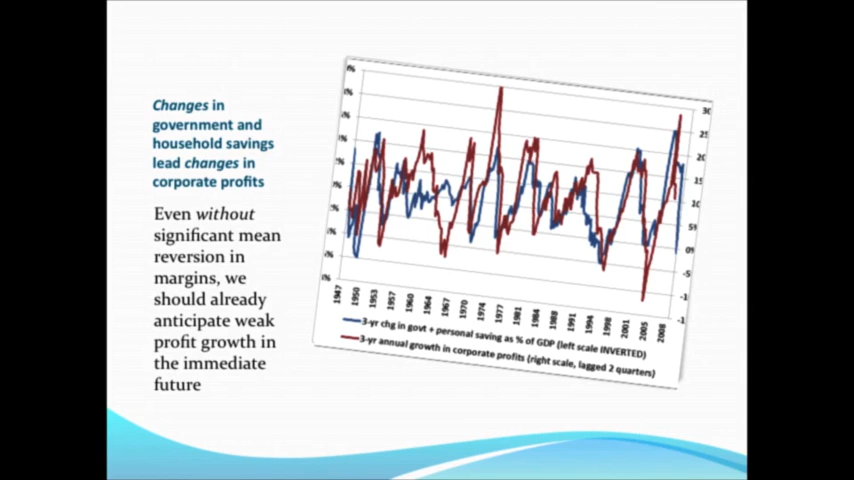 Changes in
government and
household savings
lead changes in
corporate profits
Even without
significant mean
reversion in
margins, we
should already
anticipate weak
profit growth in
the immediate
future
1947 1950 1953 1957 1960 1964 1967 1970 1974 1977 1981 1984 1988 1991 1994 1998 2001 2005 2008
3-yr chg in govt + personal saving as % of GDP (left scale INVERTED)
3-yr annual growth in corporate profits (right scale, lagged 2 quarters)